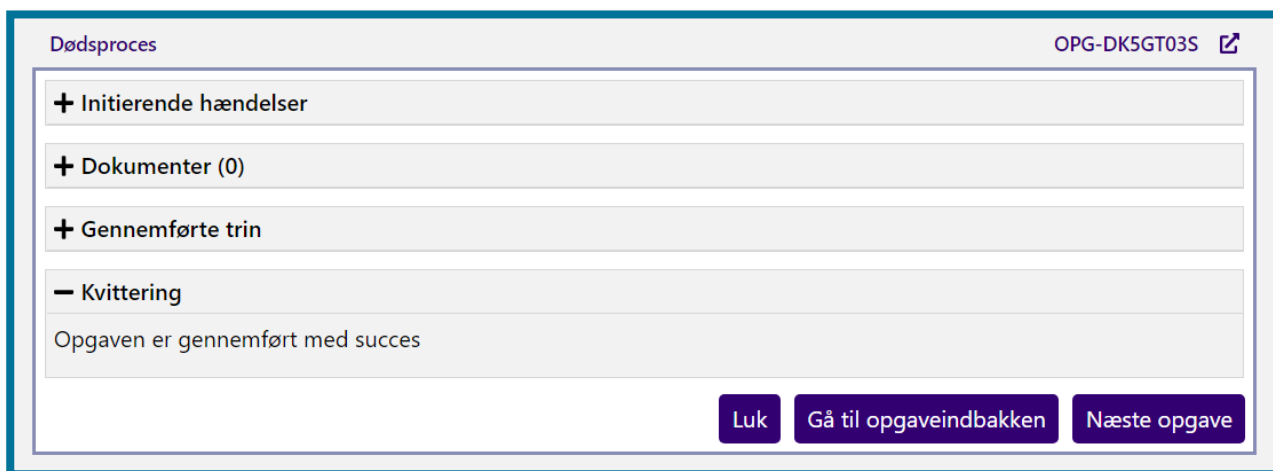 Dødsproces OPG-DK5GT03S
Initierende hændelser
Dokumenter (0)
Gennemførte trin
Kvittering
Opgaven er gennemført med succes
Luk Gå til opgaveindbakken Næste opgave